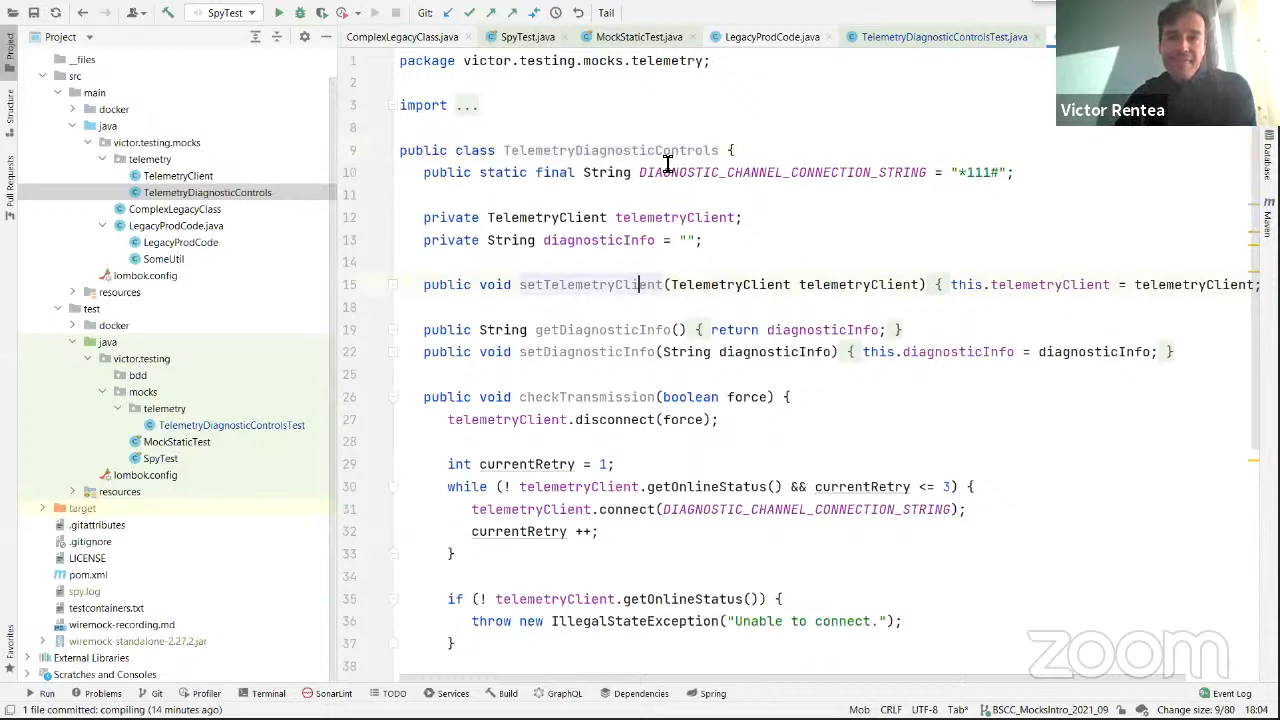 SpyTest
Git:
Tail
Project
ComplexLegacyClass.java
SpyTest.java
MockStaticTest.java
LegacyProdCode.java
TelemetryDiagnosticControlsTest.java
Victor Rentea
Project
Structure
Pull Requests
Favorites
Database
Maven
__files
src
main
docker
java
victor.testing.mocks
telemetry
TelemetryClient
TelemetryDiagnosticControls
ComplexLegacyClass
LegacyProdCode.java
LegacyProdCode
SomeUtil
lombok.config
resources
test
docker
java
victor.testing
bdd
mocks
telemetry
TelemetryDiagnosticControlsTest
MockStaticTest
SpyTest
lombok.config
resources
target
.gitattributes
.gitignore
LICENSE
pom.xml
spy.log
testcontainers.txt
wiremock-recording.md
wiremock-standalone-2.27.2.jar
External Libraries
Scratches and Consoles
1 package victor.testing.mocks.telemetry;
2
3 import ...
8
9 public class TelemetryDiagnosticControls {
10 public static final String DIAGNOSTIC_CHANNEL_CONNECTION_STRING = "*111#";
11
12 private TelemetryClient telemetryClient;
13 private String diagnosticInfo = "";
14
15 public void setTelemetryClient(TelemetryClient telemetryClient) { this.telemetryClient = telemetryClient;
18
19 public String getDiagnosticInfo() { return diagnosticInfo; }
22 public void setDiagnosticInfo(String diagnosticInfo) { this.diagnosticInfo = diagnosticInfo; }
25
26 public void checkTransmission(boolean force) {
27 telemetryClient.disconnect(force);
28
29 int currentRetry = 1;
30 while (! telemetryClient.getOnlineStatus() && currentRetry <= 3) {
31 telemetryClient.connect(DIAGNOSTIC_CHANNEL_CONNECTION_STRING);
32 currentRetry ++;
33 }
34
35 if (! telemetryClient.getOnlineStatus()) {
36 throw new IllegalStateException("Unable to connect.");
37 }
38
zoom
Run
Problems
Git
Profiler
Terminal
SonarLint
TODO
Services
Build
GraphQL
Dependencies
Spring
Event Log
1 file committed: compiling (14 minutes ago)
Mob
CRLF
UTF-8
Tab*
BSCC_MocksIntro_2021_09
Change size: 9/80
18:04